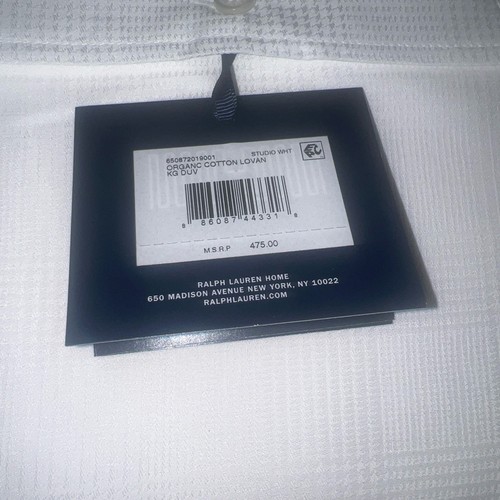 650872019001 STUDIO WHT
ORGANC COTTON LOVAN
KG DUV
8 86087 44331 8
M.S.R.P 475.00
RALPH LAUREN HOME
650 MADISON AVENUE NEW YORK, NY 10022
RALPHLAUREN.COM